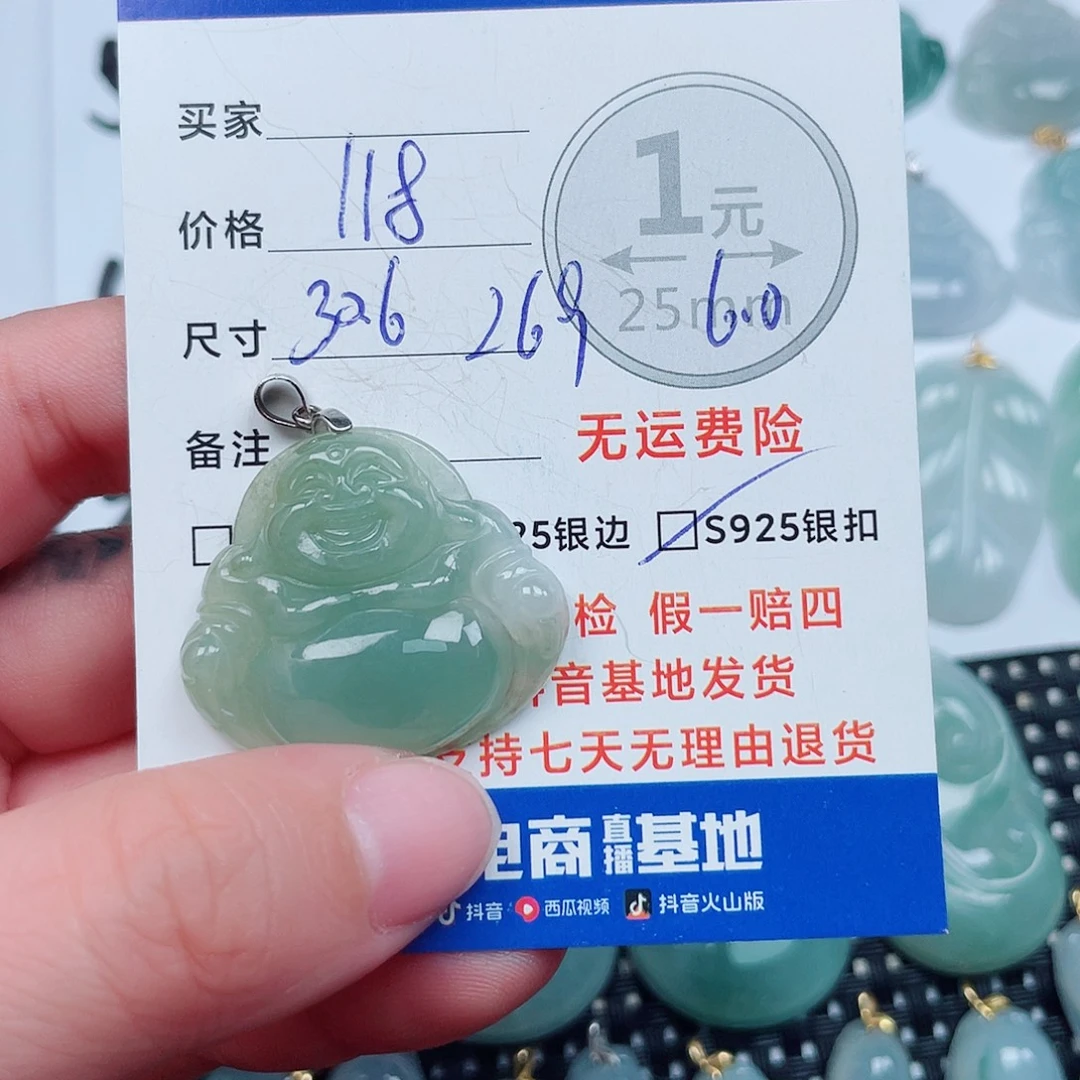 买家
118
价格
1元
25mm
尺寸 30.6 26.9 6.0
备注
无运费险
25银边 S925银扣
检 假一赔四
音基地发货
支持七天无理由退货
电商直播基地
抖音 西瓜视频 抖音火山版